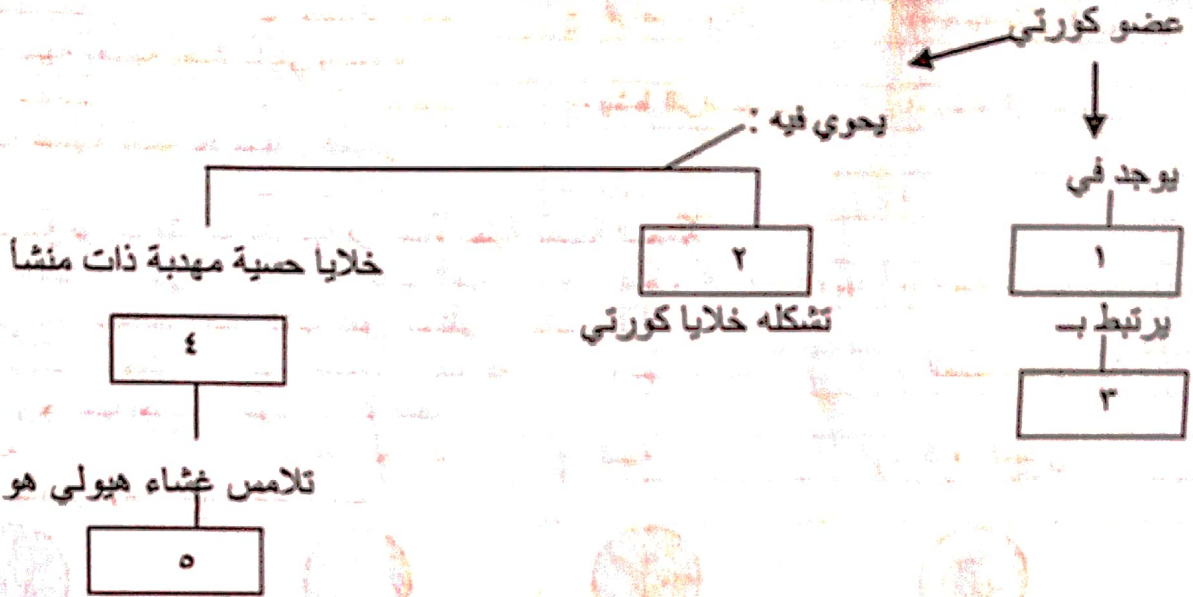 عضو كورتي
يحوي فيه :
يوجد في
١
٢
خلايا حسية مهدبة ذات منشأ
تشكله خلايا كورتي
يرتبط بـ
٤
٣
تلامس غشاء هيولي هو
٥